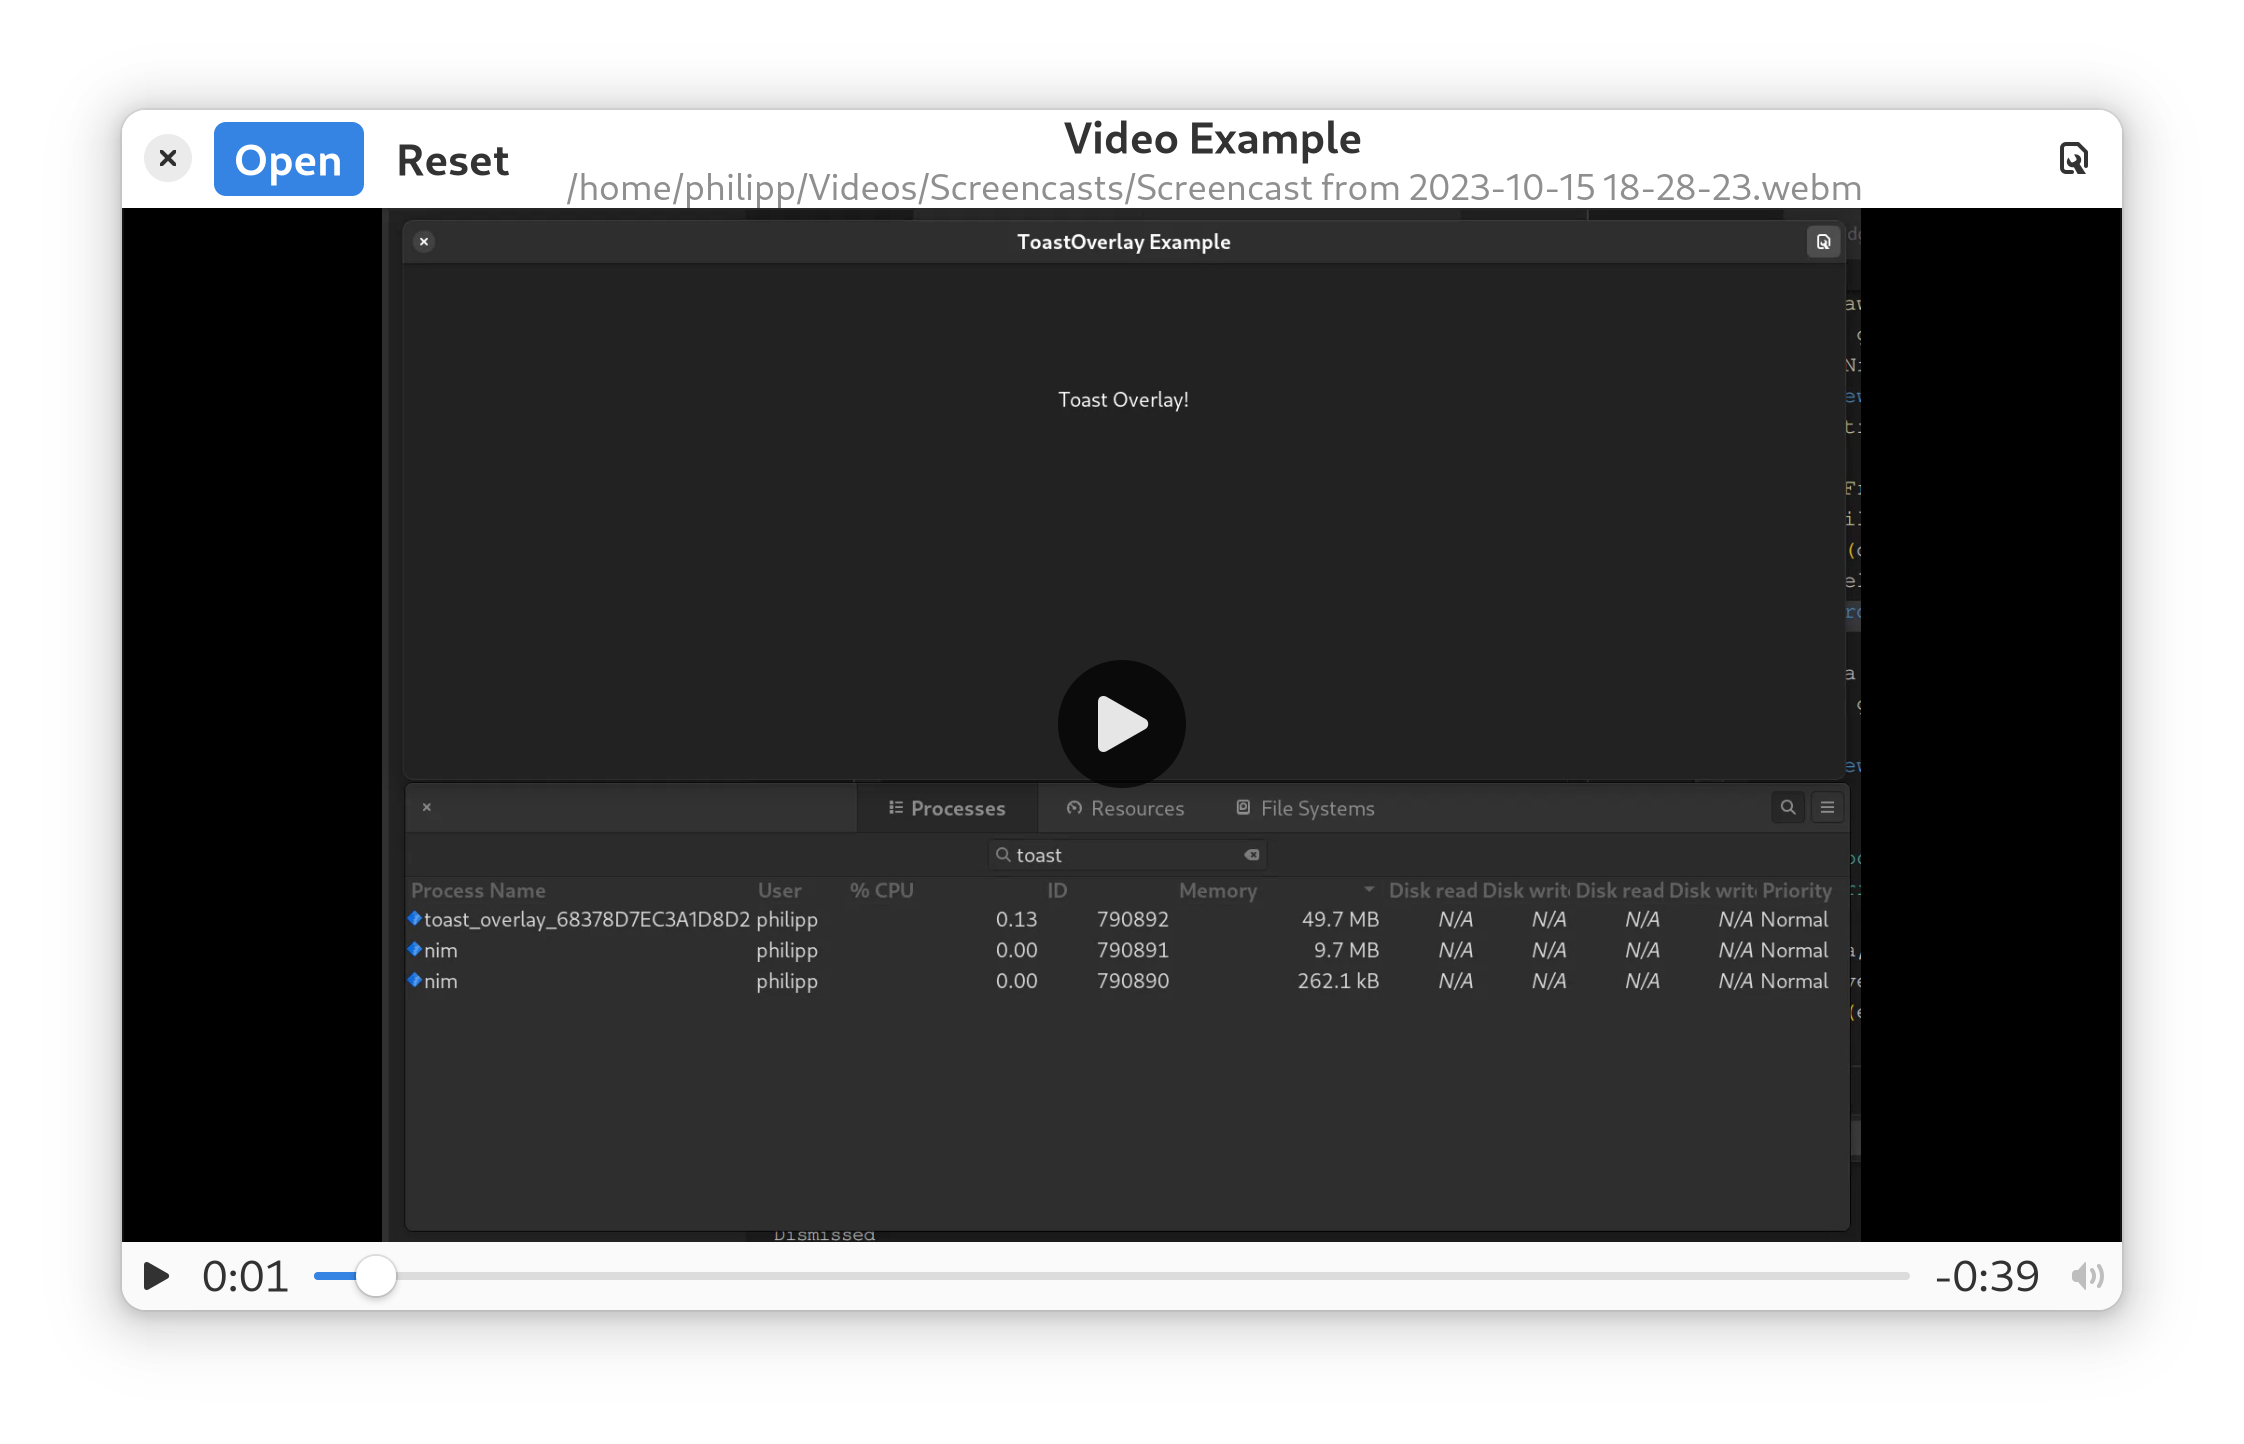 Open Reset Video Example
/home/philipp/Videos/Screencasts/Screencast from 2023-10-15 18-28-23.webm
ToastOverlay Example
Toast Overlay!
Processes Resources File Systems
toast
Process Name User % CPU ID Memory Disk read Disk write Disk read Disk write Priority
toast_overlay_68378D7EC3A1D8D2 philipp 0.13 790892 49.7 MB N/A N/A N/A N/A Normal
nim philipp 0.00 790891 9.7 MB N/A N/A N/A N/A Normal
nim philipp 0.00 790890 262.1 kB N/A N/A N/A N/A Normal
Dismissed
0:01 -0:39